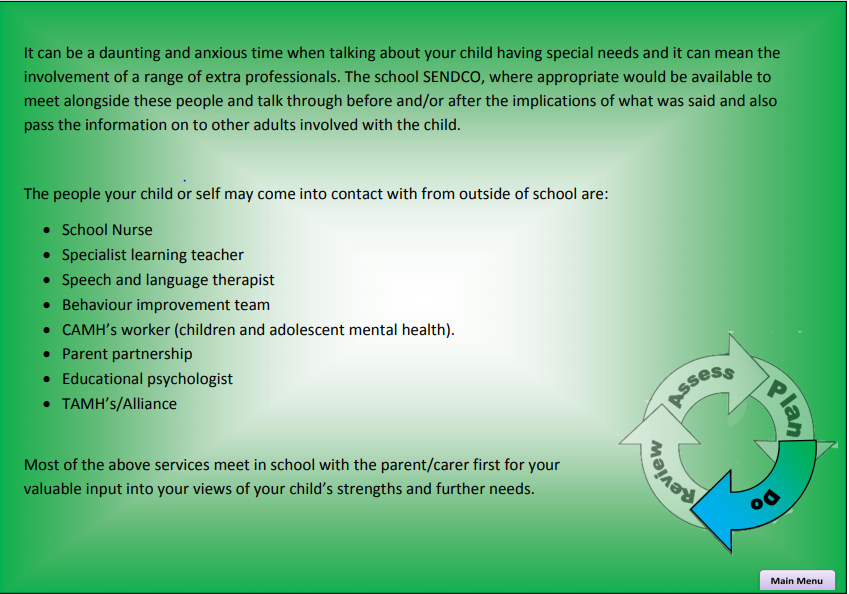 It can be a daunting and anxious time when talking about your child having special needs and it can mean the
involvement of a range of extra professionals. The school SENDCO, where appropriate would be available to
meet alongside these people and talk through before and/or after the implications of what was said and also
pass the information on to other adults involved with the child.
The people your child or self may come into contact with from outside of school are:
• School Nurse
• Specialist learning teacher
• Speech and language therapist
• Behaviour improvement team
• CAMH’s worker (children and adolescent mental health).
• Parent partnership
• Educational psychologist
• TAMH’s/Alliance
Most of the above services meet in school with the parent/carer first for your
valuable input into your views of your child’s strengths and further needs.
Assess
Plan
Do
Review
Main Menu